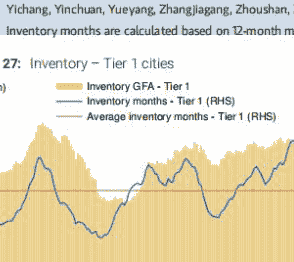 Yichang, Yinchuan, Yueyang, Zhangjiagang, Zhoushan,
Inventory months are calculated based on 12-month m
27: Inventory – Tier 1 cities
Inventory GFA - Tier 1
Inventory months - Tier 1 (RHS)
Average inventory months - Tier 1 (RHS)